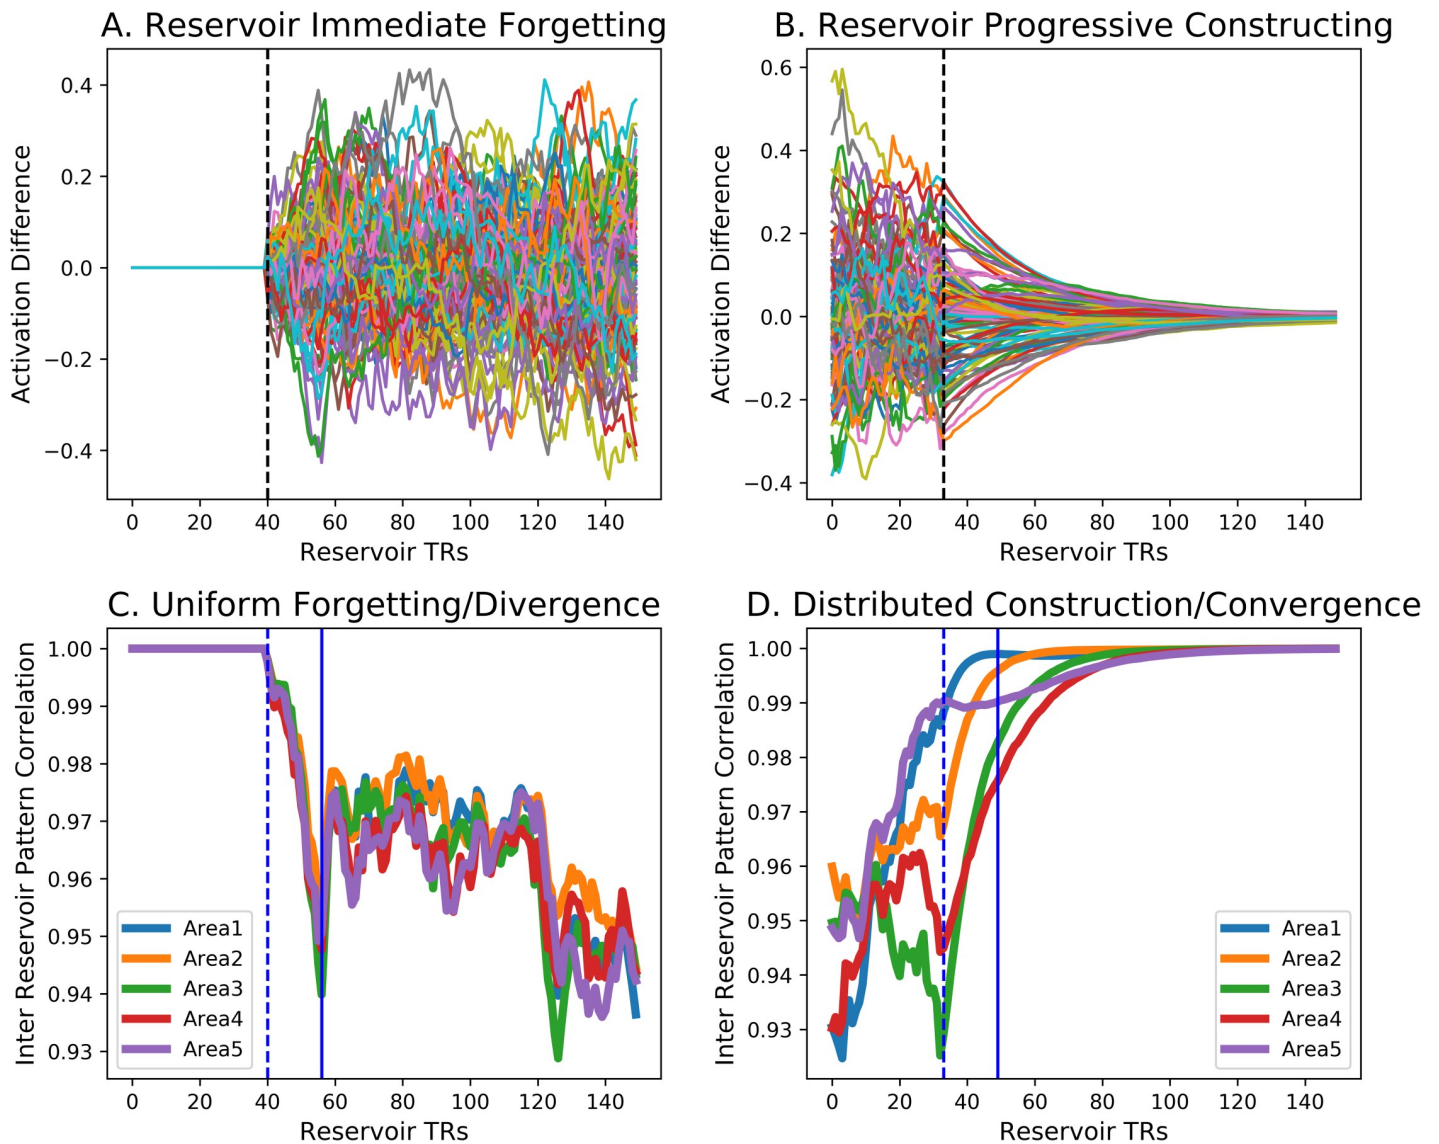 A. Reservoir Immediate Forgetting
0.4
0.2
0.0
−0.2
−0.4
Activation Difference
0 20 40 60 80 100 120 140
Reservoir TRs
B. Reservoir Progressive Constructing
0.6
0.4
0.2
0.0
−0.2
−0.4
Activation Difference
0 20 40 60 80 100 120 140
Reservoir TRs
C. Uniform Forgetting/Divergence
1.00
0.99
0.98
0.97
0.96
0.95
0.94
0.93
Inter Reservoir Pattern Correlation
Area1
Area2
Area3
Area4
Area5
0 20 40 60 80 100 120 140
Reservoir TRs
D. Distributed Construction/Convergence
1.00
0.99
0.98
0.97
0.96
0.95
0.94
0.93
Inter Reservoir Pattern Correlation
Area1
Area2
Area3
Area4
Area5
0 20 40 60 80 100 120 140
Reservoir TRs